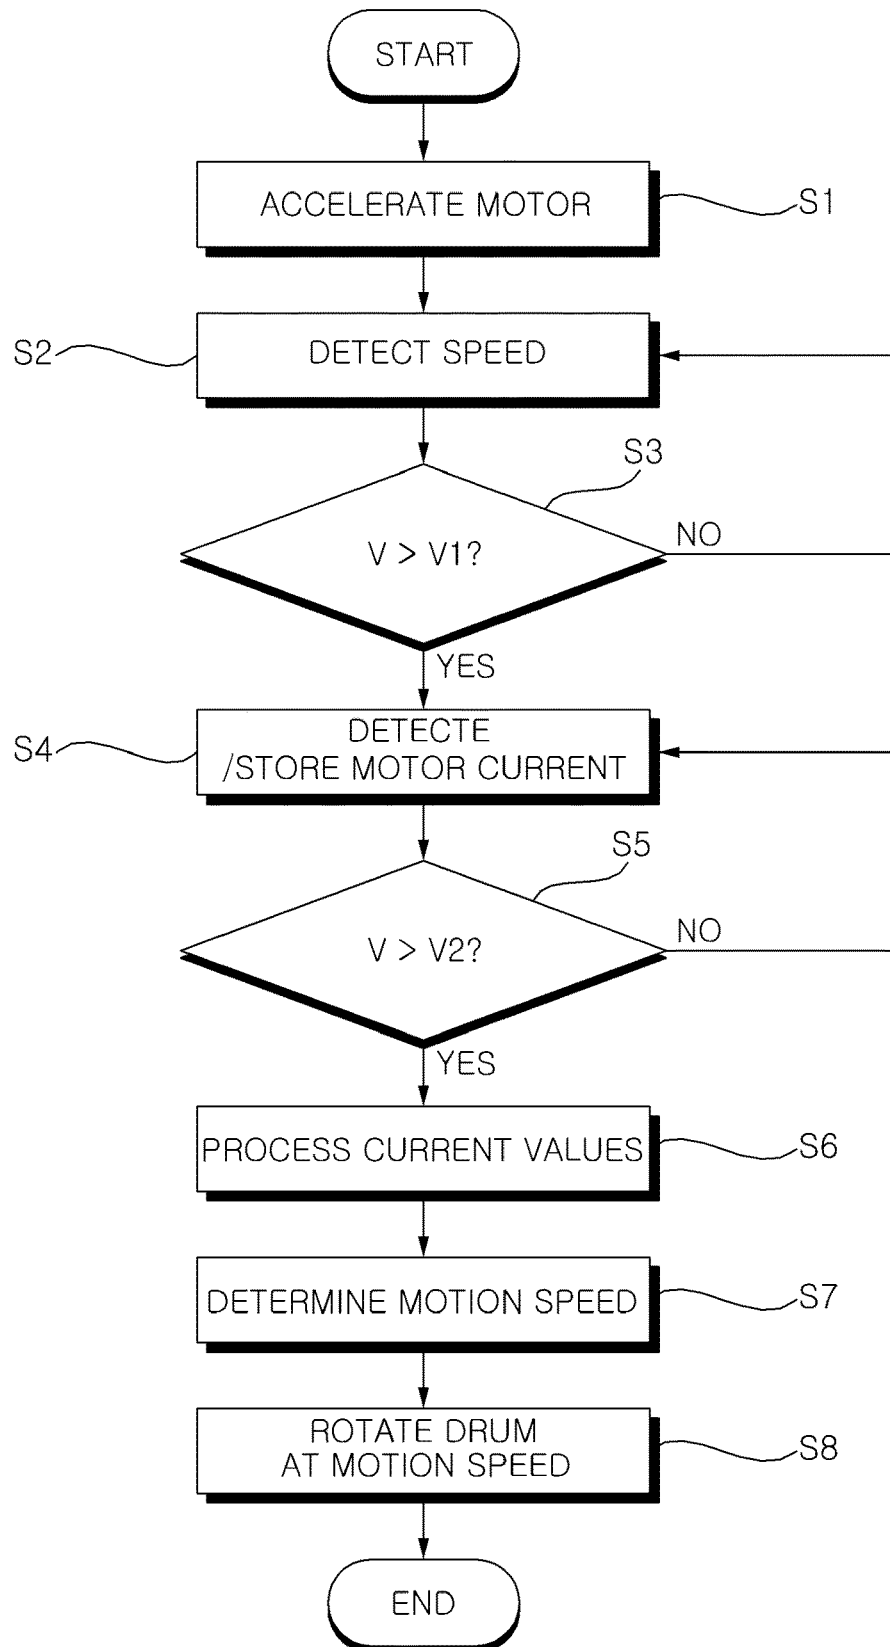 START
ACCELERATE MOTOR
S1
S2
DETECT SPEED
S3
V > V1?
NO
YES
S4
DETECTE
/STORE MOTOR CURRENT
S5
V > V2?
NO
YES
PROCESS CURRENT VALUES
S6
DETERMINE MOTION SPEED
S7
ROTATE DRUM
AT MOTION SPEED
S8
END